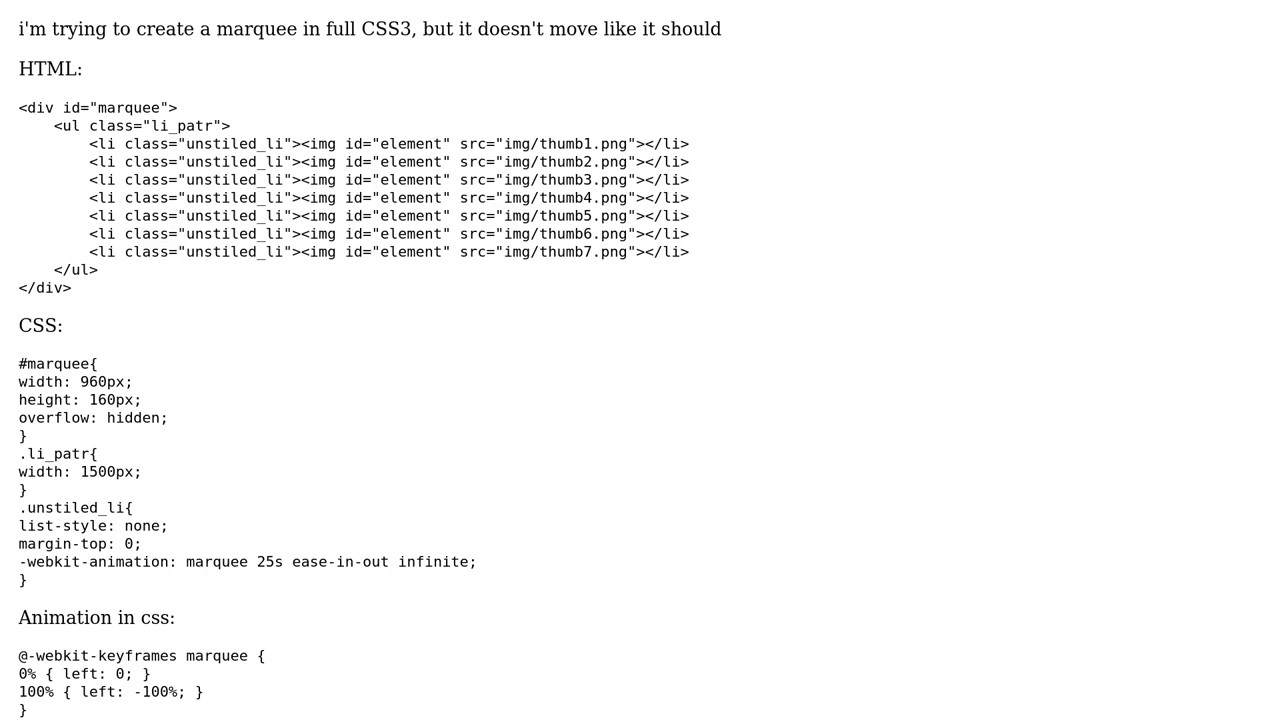 i'm trying to create a marquee in full CSS3, but it doesn't move like it should
HTML:
<div id="marquee">
    <ul class="li_patr">
        <li class="unstiled_li"><img id="element" src="img/thumb1.png"></li>
        <li class="unstiled_li"><img id="element" src="img/thumb2.png"></li>
        <li class="unstiled_li"><img id="element" src="img/thumb3.png"></li>
        <li class="unstiled_li"><img id="element" src="img/thumb4.png"></li>
        <li class="unstiled_li"><img id="element" src="img/thumb5.png"></li>
        <li class="unstiled_li"><img id="element" src="img/thumb6.png"></li>
        <li class="unstiled_li"><img id="element" src="img/thumb7.png"></li>
    </ul>
</div>
CSS:
#marquee{
width: 960px;
height: 160px;
overflow: hidden;
}
.li_patr{
width: 1500px;
}
.unstiled_li{
list-style: none;
margin-top: 0;
-webkit-animation: marquee 25s ease-in-out infinite;
}
Animation in css:
@-webkit-keyframes marquee {
0% { left: 0; }
100% { left: -100%; }
}